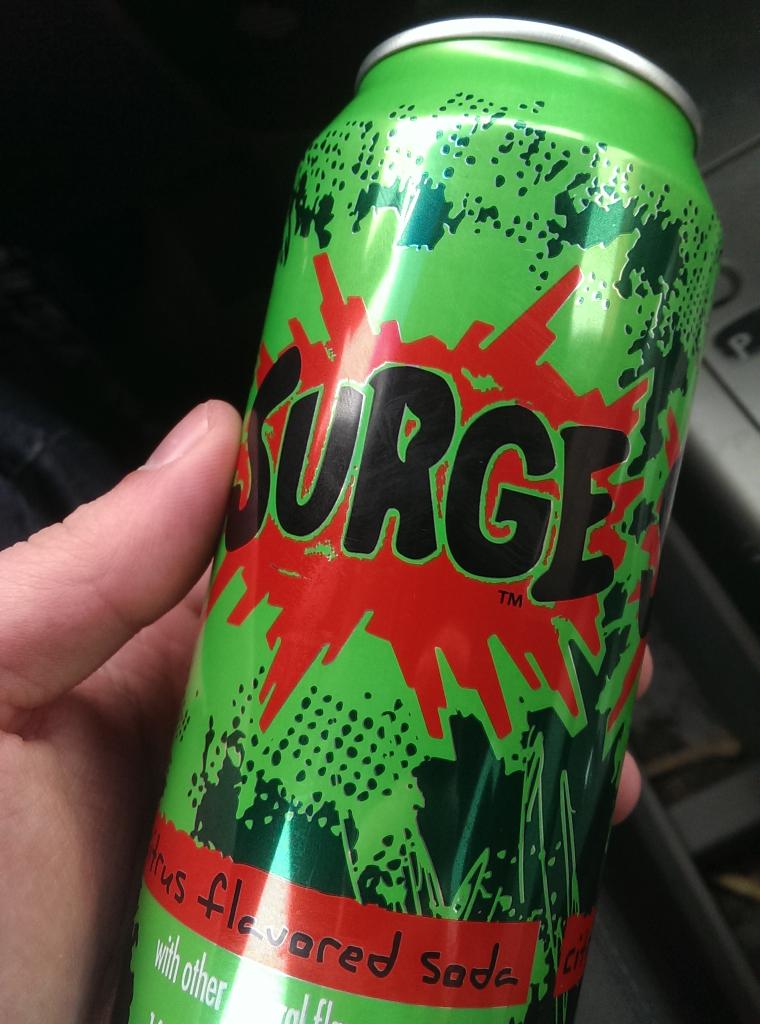 SURGE
TM
flavored soda
with other